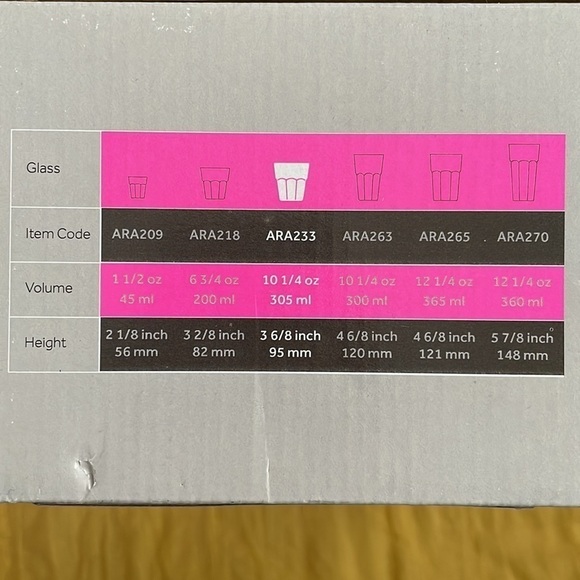 Glass
Item Code ARA209 ARA218 ARA233 ARA263 ARA265 ARA270
Volume
1 1/2 oz 6 3/4 oz 10 1/4 oz 10 1/4 oz 12 1/4 oz 12 1/4 oz
45 ml 200 ml 305 ml 300 ml 365 ml 360 ml
Height
2 1/8 inch 3 2/8 inch 3 6/8 inch 4 6/8 inch 4 6/8 inch 5 7/8 inch
56 mm 82 mm 95 mm 120 mm 121 mm 148 mm